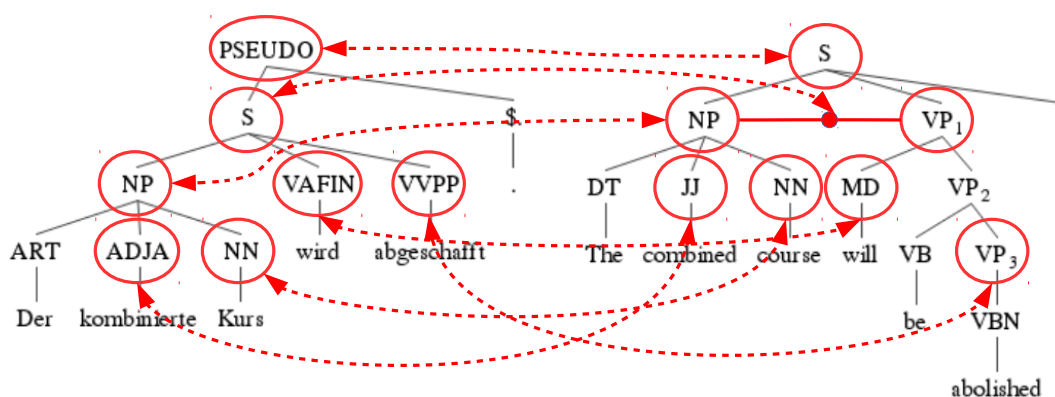 PSEUDO S
S $. NP VP1
NP VAFIN VVPP . DT JJ NN MD VP2
ART ADJA NN wird abgeschafft The combined course will VB VP3
Der kombinierte Kurs be VBN
abolished